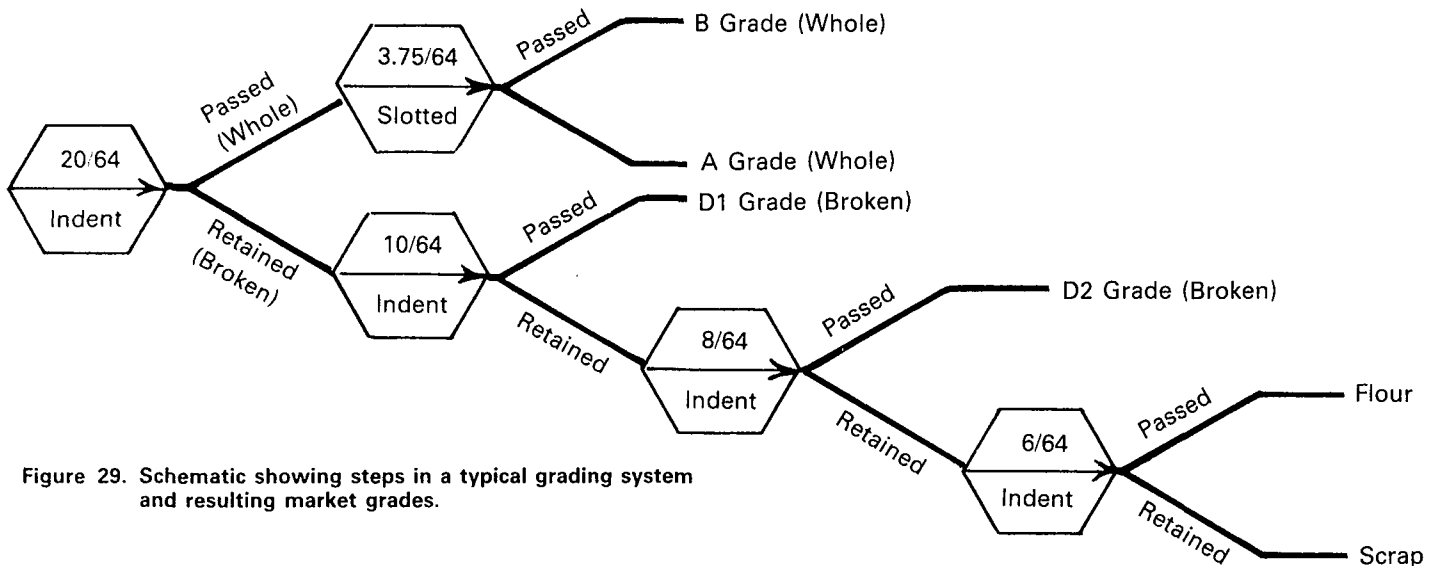 B Grade (Whole)
Passed
3.75/64
Slotted
Passed
(Whole)
A Grade (Whole)
20/64
Indent
D1 Grade (Broken)
Passed
Retained
(Broken)
10/64
Indent
D2 Grade (Broken)
Passed
Retained
8/64
Indent
Flour
Passed
Retained
6/64
Indent
Retained
Scrap
Figure 29. Schematic showing steps in a typical grading system
and resulting market grades.